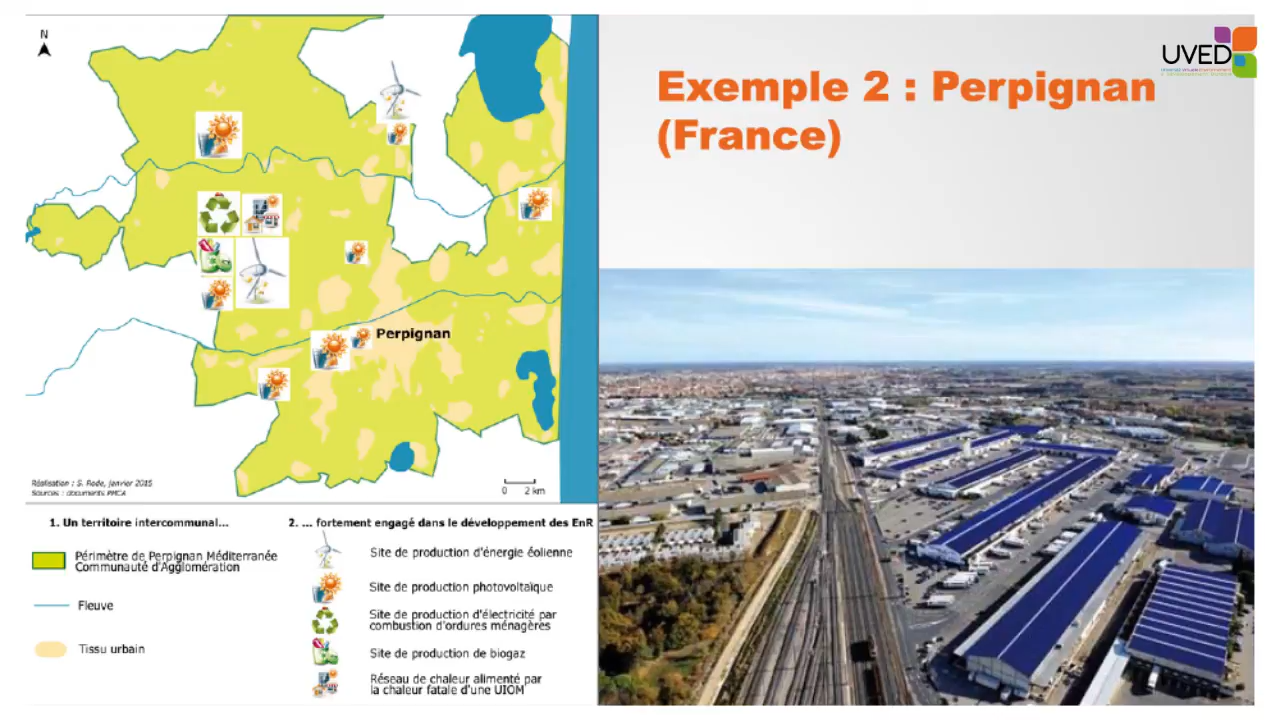 N
Perpignan
Réalisation : S. Rode, janvier 2015
Sources : documents PMCA
0 2 km
1. Un territoire intercommunal...
Périmètre de Perpignan Méditerranée
Communauté d'Agglomération
Fleuve
Tissu urbain
2. ... fortement engagé dans le développement des EnR
Site de production d'énergie éolienne
Site de production photovoltaïque
Site de production d'électricité par
combustion d'ordures ménagères
Site de production de biogaz
Réseau de chaleur alimenté par
la chaleur fatale d'une UIOM
UVED
Exemple 2 : Perpignan
(France)